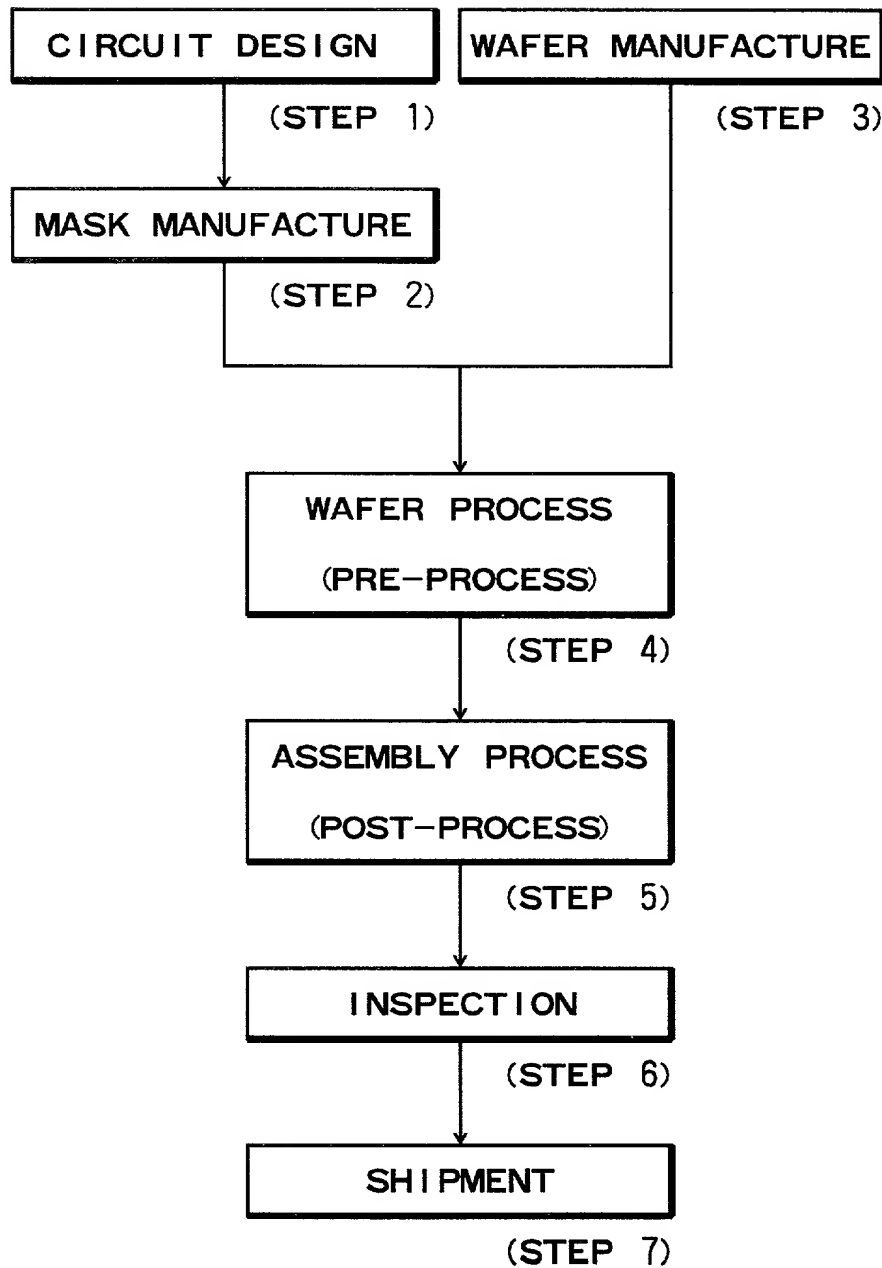 CIRCUIT DESIGN
(STEP 1)
WAFER MANUFACTURE
(STEP 3)
MASK MANUFACTURE
(STEP 2)
WAFER PROCESS
(PRE-PROCESS)
(STEP 4)
ASSEMBLY PROCESS
(POST-PROCESS)
(STEP 5)
INSPECTION
(STEP 6)
SHIPMENT
(STEP 7)